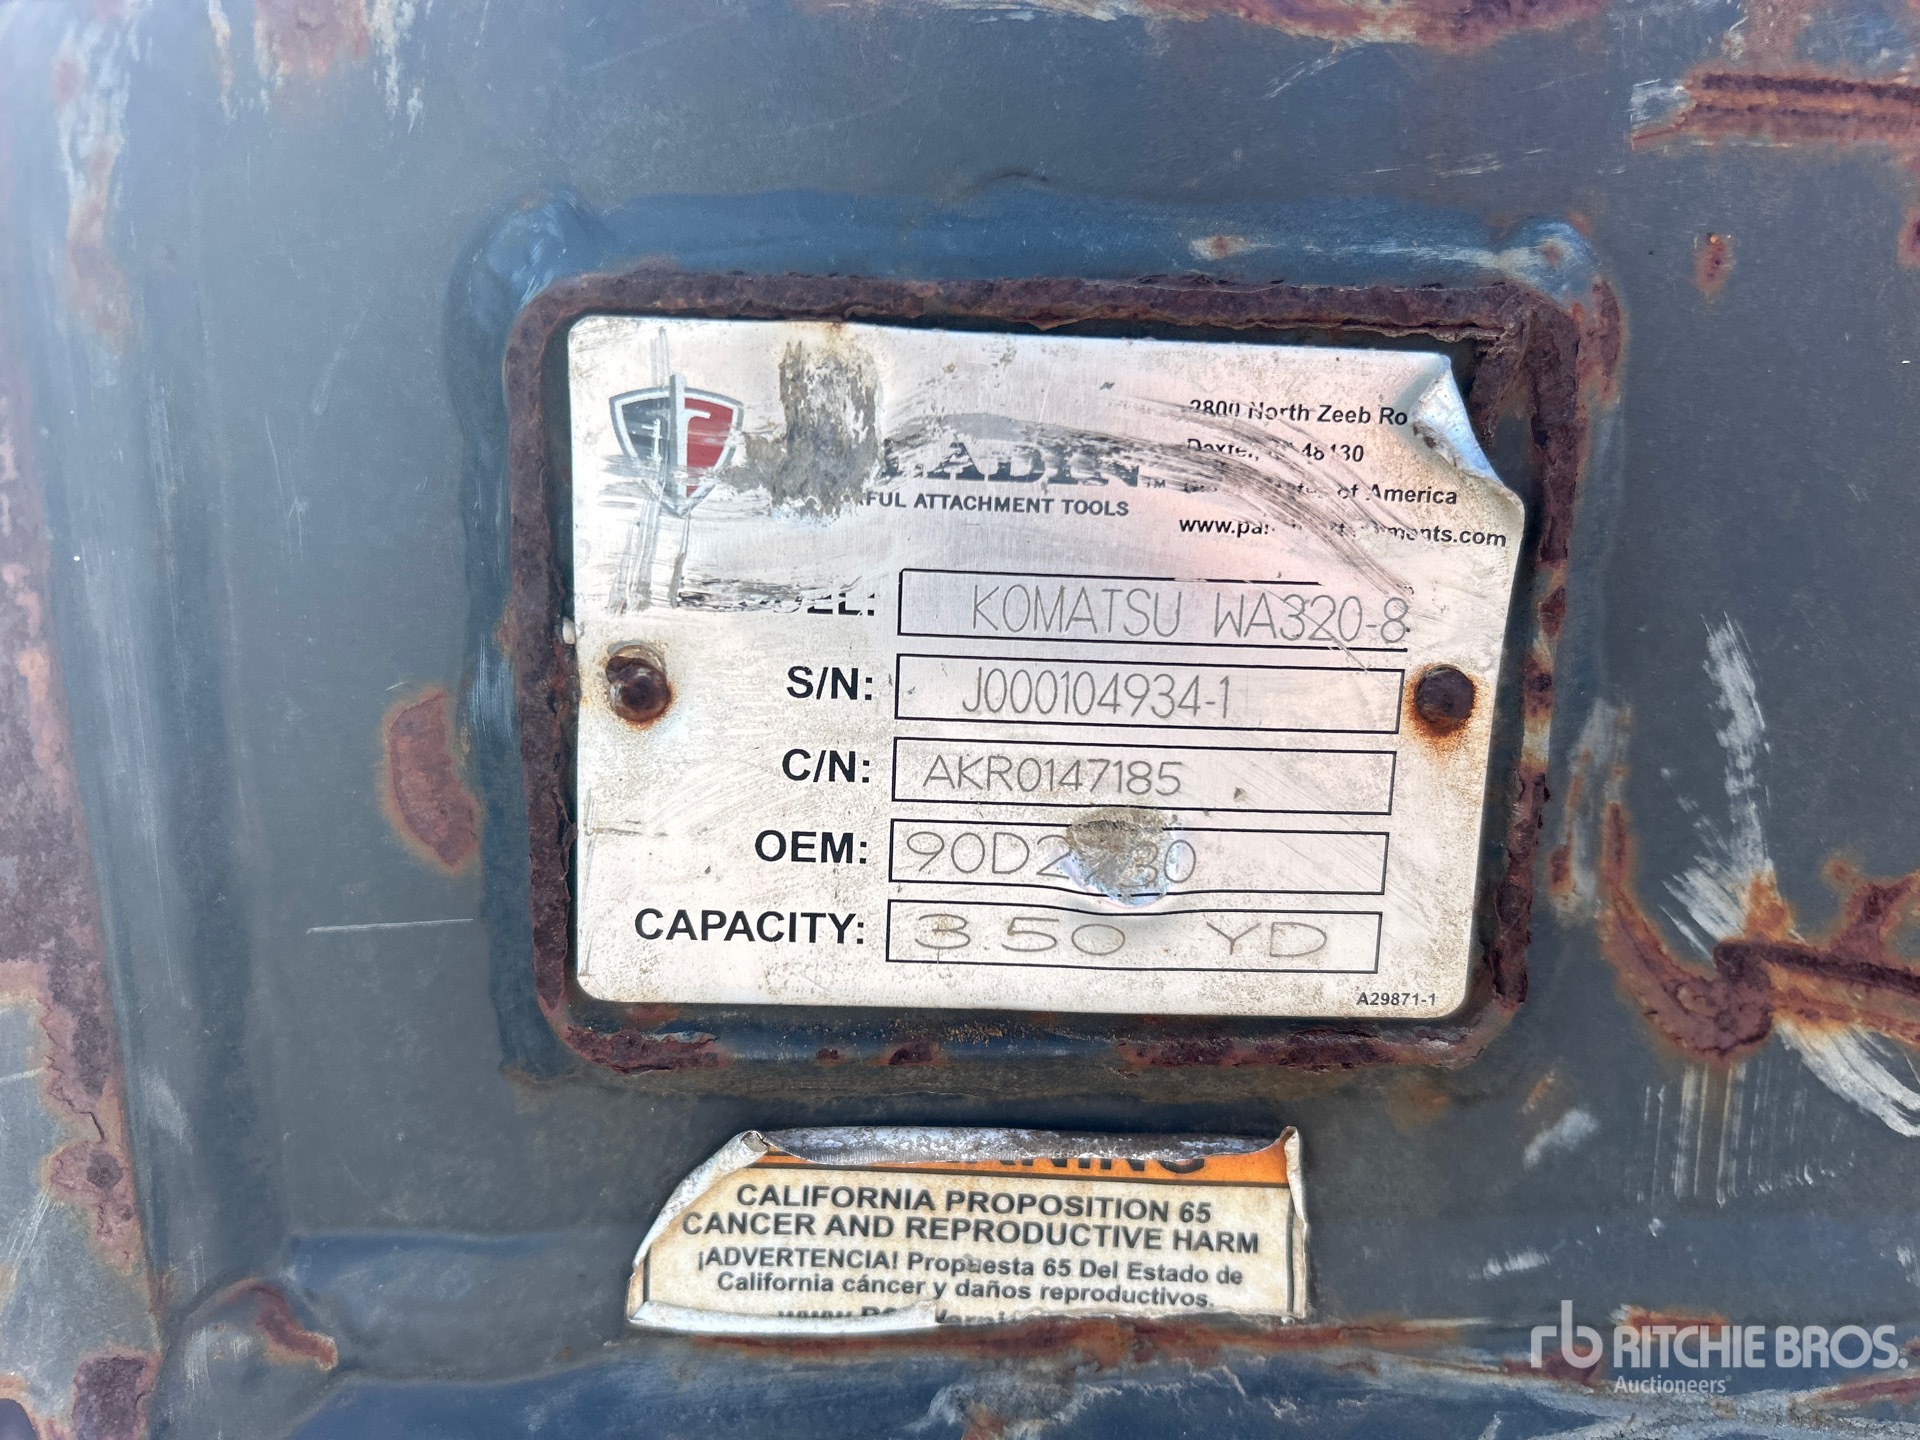 2800 North Zeeb
48130
of America
ATTACHMENT TOOLS
KOMATSU WA320-8
S/N: J000104934-1
C/N: AKR0147185
OEM:
CAPACITY: 3.50 YD
A29871-1
CALIFORNIA PROPOSITION 65
CANCER AND REPRODUCTIVE HARM
¡ADVERTENCIA! Propuesta 65 Del Estado de
California cáncer y daños reproductivos.
rb RITCHIE BROS.
Auctioneers